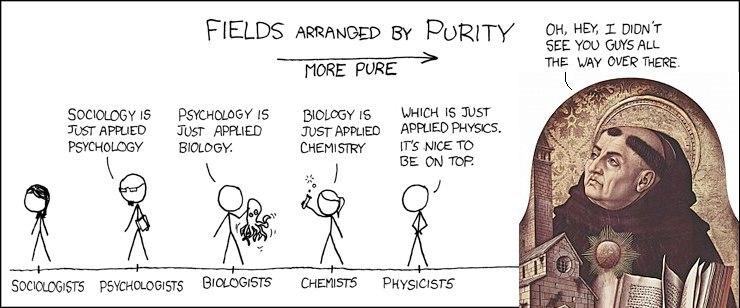 FIELDS ARRANGED BY PURITY
MORE PURE
SOCIOLOGY IS
JUST APPLIED
PSYCHOLOGY
PSYCHOLOGY IS
JUST APPLIED
BIOLOGY.
BIOLOGY IS
JUST APPLIED
CHEMISTRY
WHICH IS JUST
APPLIED PHYSICS.
IT'S NICE TO
BE ON TOP.
OH, HEY, I DIDN'T
SEE YOU GUYS ALL
THE WAY OVER THERE.
SOCIOLOGISTS
PSYCHOLOGISTS
BIOLOGISTS
CHEMISTS
PHYSICISTS